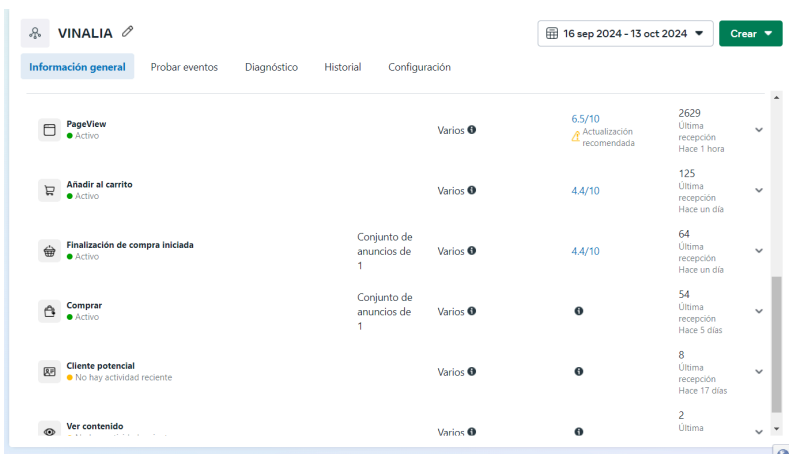 VINALIA
16 sep 2024 - 13 oct 2024
Crear
Información general
Probar eventos
Diagnóstico
Historial
Configuración
PageView
Activo
Varios
6.5/10
Actualización
recomendada
2629
Última
recepción
Hace 1 hora
Añadir al carrito
Activo
Varios
4.4/10
125
Última
recepción
Hace un día
Finalización de compra iniciada
Activo
Conjunto de
anuncios de
1
Varios
4.4/10
64
Última
recepción
Hace un día
Comprar
Activo
Conjunto de
anuncios de
1
Varios
54
Última
recepción
Hace 5 días
Cliente potencial
No hay actividad reciente
Varios
8
Última
recepción
Hace 17 días
Ver contenido
Varios
2
Última